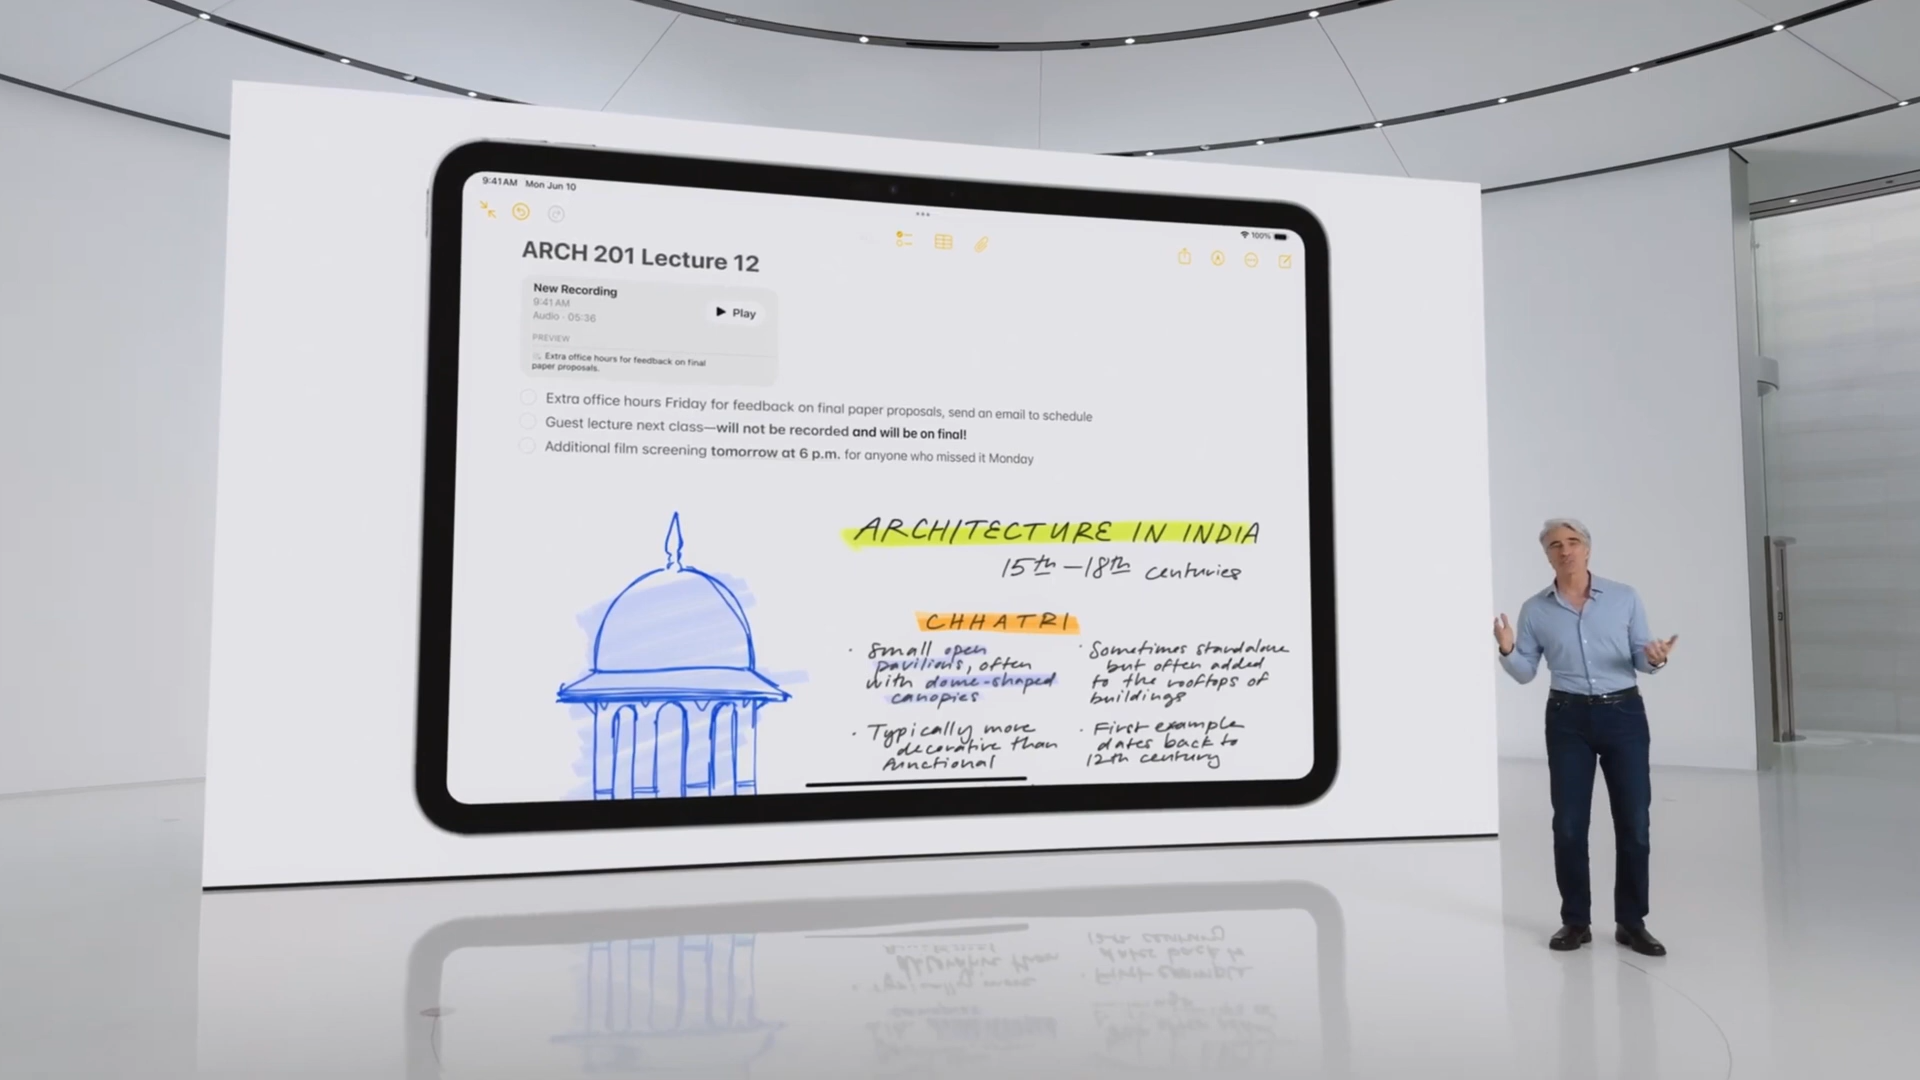 9:41 AM Mon Jun 10
100%
ARCH 201 Lecture 12
New Recording
9:41 AM
Audio · 05:36
Play
PREVIEW
Extra office hours for feedback on final
paper proposals.
Extra office hours Friday for feedback on final paper proposals, send an email to schedule
Guest lecture next class—will not be recorded and will be on final!
Additional film screening tomorrow at 6 p.m. for anyone who missed it Monday
ARCHITECTURE IN INDIA
15th – 18th centuries
CHHATRI
· Small open
pavilions, often
with dome-shaped
canopies
· Typically more
decorative than
functional
· Sometimes standalone
but often added
to the rooftops of
buildings
· First example
dates back to
12th century